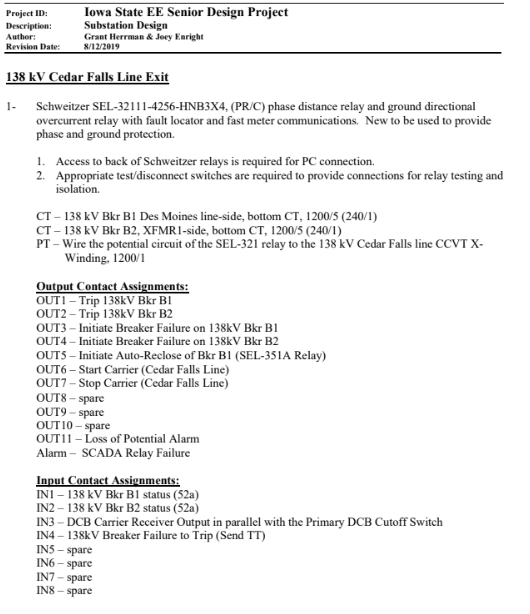 Project ID: Iowa State EE Senior Design Project
Description: Substation Design
Author: Grant Herrman & Joey Enright
Revision Date: 8/12/2019
138 kV Cedar Falls Line Exit
1- Schweitzer SEL-32111-4256-HNB3X4, (PR/C) phase distance relay and ground directional
overcurrent relay with fault locator and fast meter communications. New to be used to provide
phase and ground protection.
1. Access to back of Schweitzer relays is required for PC connection.
2. Appropriate test/disconnect switches are required to provide connections for relay testing and
isolation.
CT – 138 kV Bkr B1 Des Moines line-side, bottom CT, 1200/5 (240/1)
CT – 138 kV Bkr B2, XFMR1-side, bottom CT, 1200/5 (240/1)
PT – Wire the potential circuit of the SEL-321 relay to the 138 kV Cedar Falls line CCVT X-
Winding, 1200/1
Output Contact Assignments:
OUT1 – Trip 138kV Bkr B1
OUT2 – Trip 138kV Bkr B2
OUT3 – Initiate Breaker Failure on 138kV Bkr B1
OUT4 – Initiate Breaker Failure on 138kV Bkr B2
OUT5 – Initiate Auto-Reclose of Bkr B1 (SEL-351A Relay)
OUT6 – Start Carrier (Cedar Falls Line)
OUT7 – Stop Carrier (Cedar Falls Line)
OUT8 – spare
OUT9 – spare
OUT10 – spare
OUT11 – Loss of Potential Alarm
Alarm – SCADA Relay Failure
Input Contact Assignments:
IN1 – 138 kV Bkr B1 status (52a)
IN2 – 138 kV Bkr B2 status (52a)
IN3 – DCB Carrier Receiver Output in parallel with the Primary DCB Cutoff Switch
IN4 – 138kV Breaker Failure to Trip (Send TT)
IN5 – spare
IN6 – spare
IN7 – spare
IN8 – spare